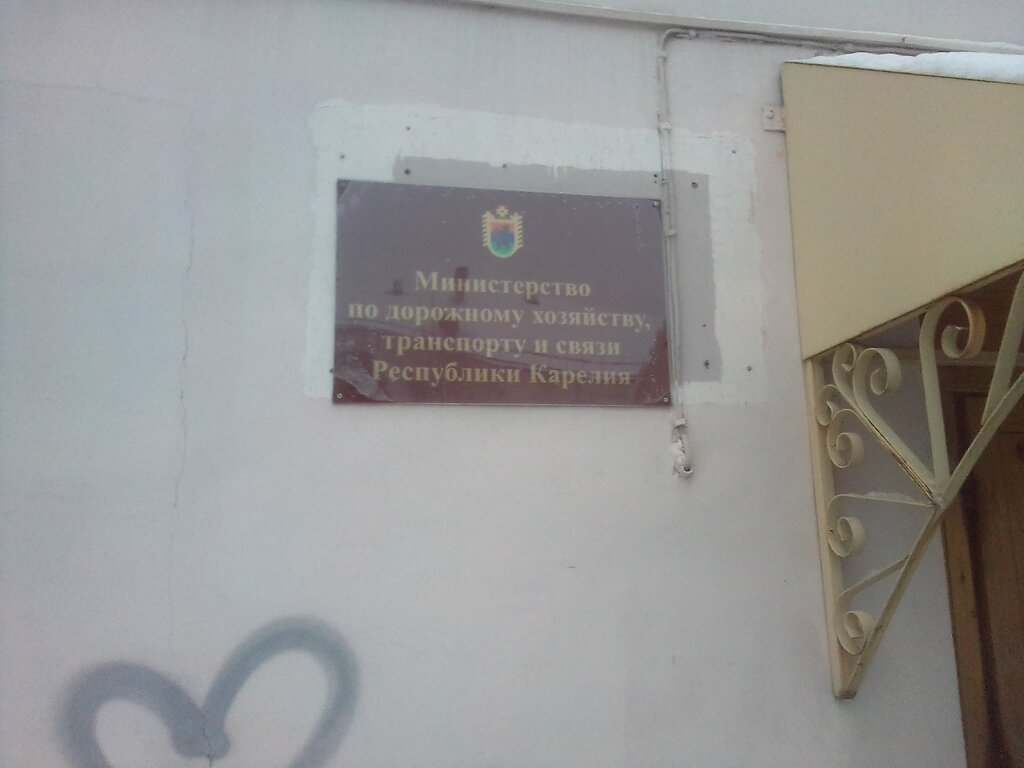 Министерство
по дорожному хозяйству,
транспорту и связи
Республики Карелия